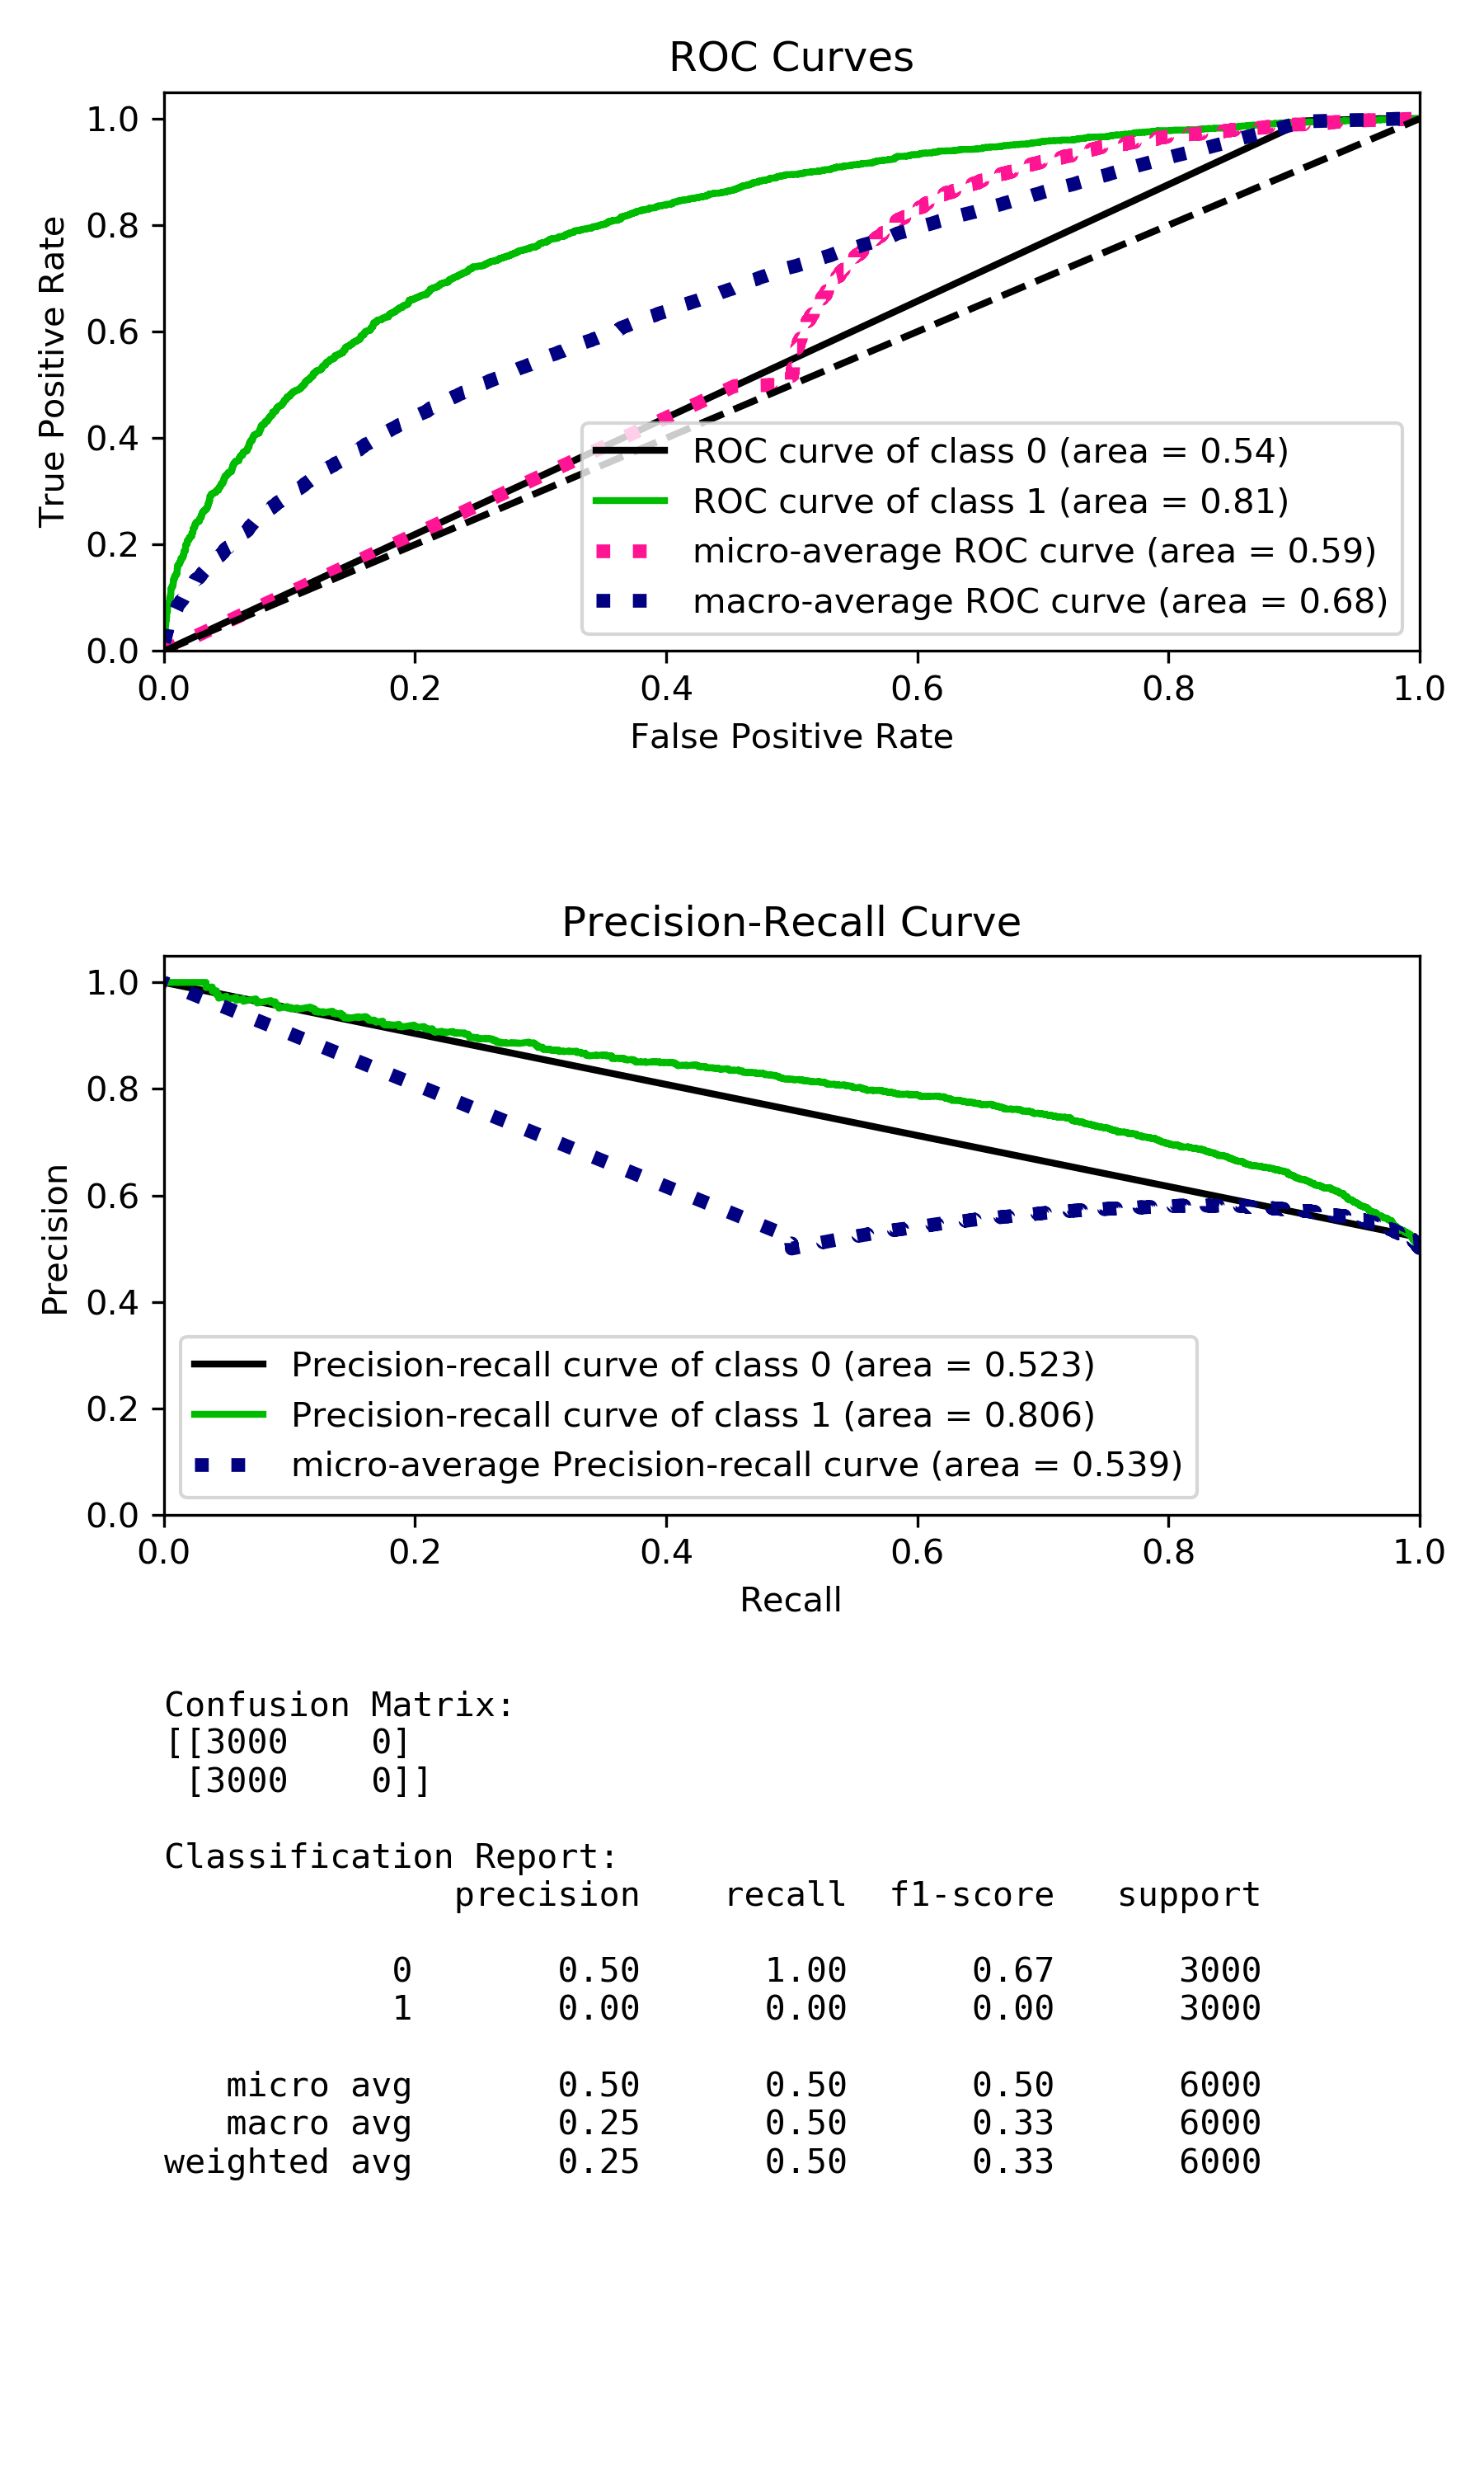 ROC Curves
True Positive Rate
1.0
0.8
0.6
0.4
0.2
0.0
ROC curve of class 0 (area = 0.54)
ROC curve of class 1 (area = 0.81)
micro-average ROC curve (area = 0.59)
macro-average ROC curve (area = 0.68)
0.0 0.2 0.4 0.6 0.8 1.0
False Positive Rate
Precision-Recall Curve
Precision
1.0
0.8
0.6
0.4
0.2
0.0
Precision-recall curve of class 0 (area = 0.523)
Precision-recall curve of class 1 (area = 0.806)
micro-average Precision-recall curve (area = 0.539)
0.0 0.2 0.4 0.6 0.8 1.0
Recall
Confusion Matrix:
[[3000    0]
 [3000    0]]
Classification Report:
              precision    recall  f1-score   support
           0       0.50      1.00      0.67      3000
           1       0.00      0.00      0.00      3000
   micro avg       0.50      0.50      0.50      6000
   macro avg       0.25      0.50      0.33      6000
weighted avg       0.25      0.50      0.33      6000